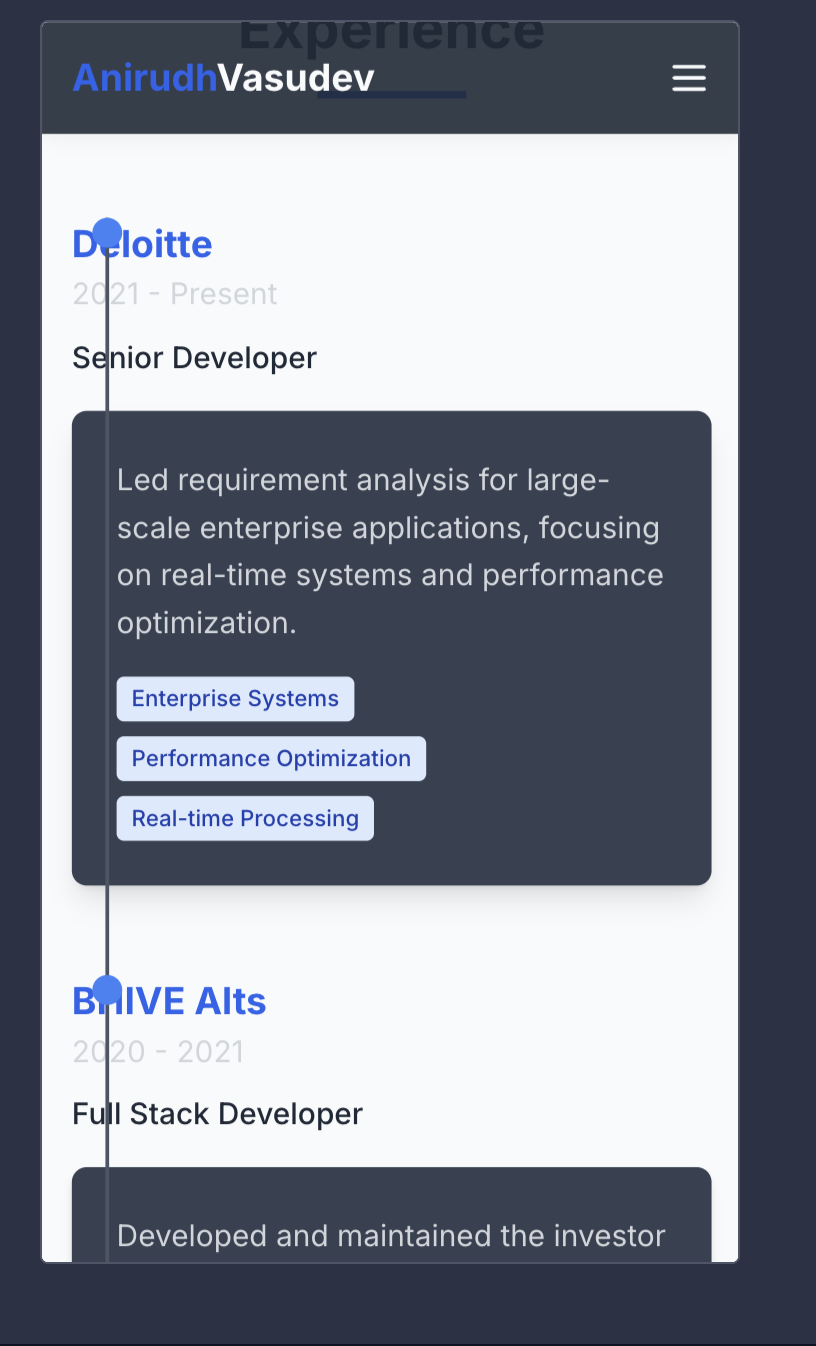 Experience
AnirudhVasudev
Deloitte
2021 - Present
Senior Developer
Led requirement analysis for large-
scale enterprise applications, focusing
on real-time systems and performance
optimization.
Enterprise Systems
Performance Optimization
Real-time Processing
BHIVE Alts
2020 - 2021
Full Stack Developer
Developed and maintained the investor